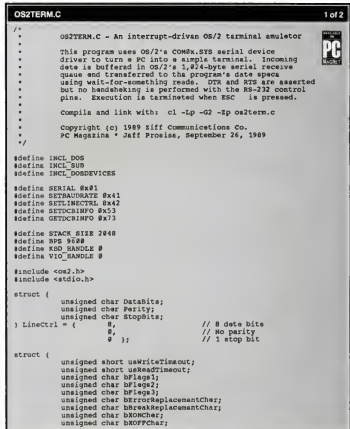 OS2TERM.C
1 of 2
/*
* OS2TERM.C - An interrupt-driven OS/2 terminal emulator
*
* This program uses OS/2's COM0x.SYS serial device
* driver to turn a PC into a simple terminal. Incoming
* data is buffered in OS/2's 1,024-byte serial receive
* queue and transferred to the program's data space
* using wait-for-something reads. DTR and RTS are asserted
* but no handshaking is performed with the RS-232 control
* pins. Execution is terminated when ESC is pressed.
*
* Compile and link with: cl -Lp -G2 -Zp os2term.c
*
* Copyright (c) 1989 Ziff Communications Co.
* PC Magazine * Jeff Prosise, September 26, 1989
*/
PC
MAGNET
#define INCL_DOS
#define INCL_SUB
#define INCL_DOSDEVICES
#define SERIAL 0x01
#define SETBAUDRATE 0x41
#define SETLINECTRL 0x42
#define SETDCBINFO 0x53
#define GETDCBINFO 0x73
#define STACK_SIZE 2048
#define BPS 9600
#define KBD_HANDLE 0
#define VIO_HANDLE 0
#include <os2.h>
#include <stdio.h>
struct {
unsigned char DataBits;
unsigned char Parity;
unsigned char StopBits;
} LineCtrl = { 8, // 8 data bits
0, // No parity
0 }; // 1 stop bit
struct {
unsigned short usWriteTimeout;
unsigned short usReadTimeout;
unsigned char bFlags1;
unsigned char bFlags2;
unsigned char bFlags3;
unsigned char bErrorReplacementChar;
unsigned char bBreakReplacementChar;
unsigned char bXONChar;
unsigned char bXOFFChar;